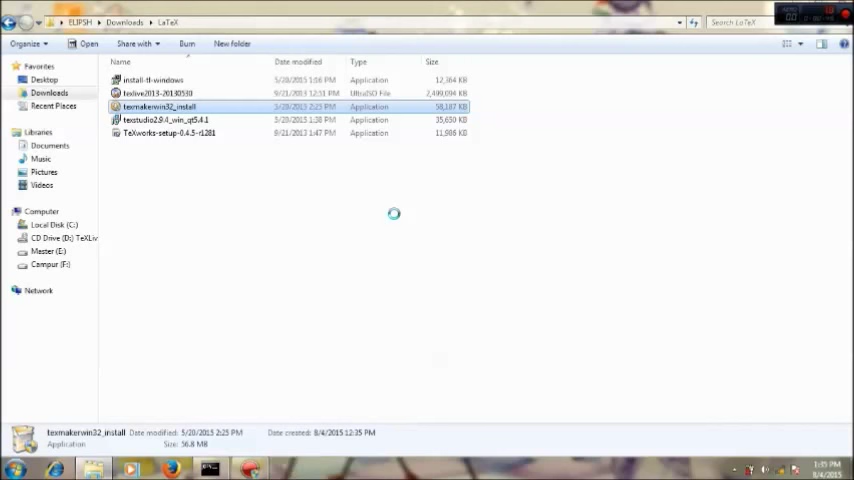 ELIPSH ▸ Downloads ▸ LaTeX
Search LaTeX
Organize Open Share with Burn New folder
Name Date modified Type Size
install-tl-windows 5/20/2015 1:06 PM Application 12,364 KB
texlive2013-20130530 9/21/2013 12:51 PM UltraISO File 2,499,094 KB
texmakerwin32_install 5/20/2015 2:25 PM Application 58,187 KB
texstudio2.9.4_win_qt5.4.1 5/20/2015 1:38 PM Application 35,630 KB
TeXworks-setup-0.4.5-r1281 9/21/2013 1:47 PM Application 11,986 KB
Favorites
Desktop
Downloads
Recent Places
Libraries
Documents
Music
Pictures
Videos
Computer
Local Disk (C:)
CD Drive (D:) TeXLiv
Master (E:)
Campur (F:)
Network
texmakerwin32_install Date modified: 5/20/2015 2:25 PM Date created: 8/4/2015 12:35 PM
Application Size: 56.8 MB
1:35 PM
8/4/2015